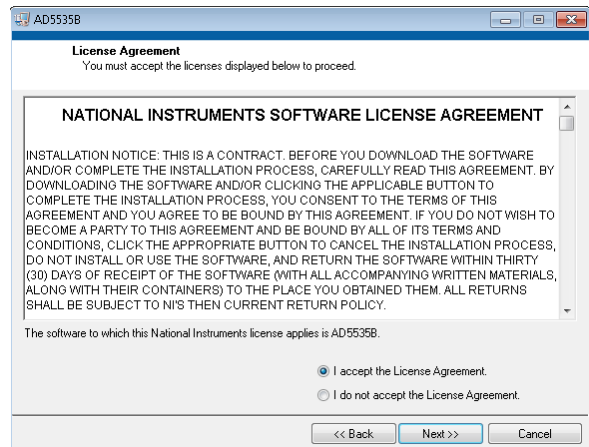 AD5535B
License Agreement
You must accept the licenses displayed below to proceed.
NATIONAL INSTRUMENTS SOFTWARE LICENSE AGREEMENT
INSTALLATION NOTICE: THIS IS A CONTRACT. BEFORE YOU DOWNLOAD THE SOFTWARE
AND/OR COMPLETE THE INSTALLATION PROCESS, CAREFULLY READ THIS AGREEMENT. BY
DOWNLOADING THE SOFTWARE AND/OR CLICKING THE APPLICABLE BUTTON TO
COMPLETE THE INSTALLATION PROCESS, YOU CONSENT TO THE TERMS OF THIS
AGREEMENT AND YOU AGREE TO BE BOUND BY THIS AGREEMENT. IF YOU DO NOT WISH TO
BECOME A PARTY TO THIS AGREEMENT AND BE BOUND BY ALL OF ITS TERMS AND
CONDITIONS, CLICK THE APPROPRIATE BUTTON TO CANCEL THE INSTALLATION PROCESS,
DO NOT INSTALL OR USE THE SOFTWARE, AND RETURN THE SOFTWARE WITHIN THIRTY
(30) DAYS OF RECEIPT OF THE SOFTWARE (WITH ALL ACCOMPANYING WRITTEN MATERIALS,
ALONG WITH THEIR CONTAINERS) TO THE PLACE YOU OBTAINED THEM. ALL RETURNS
SHALL BE SUBJECT TO NI'S THEN CURRENT RETURN POLICY.
The software to which this National Instruments license applies is AD5535B.
I accept the License Agreement.
I do not accept the License Agreement.
<< Back Next >> Cancel